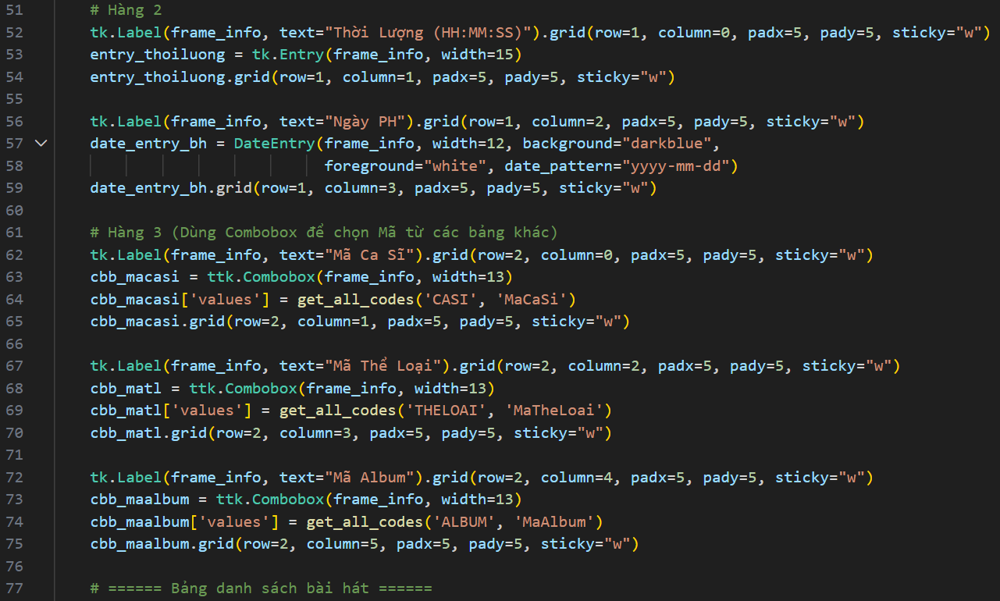 51 # Hàng 2
52 tk.Label(frame_info, text="Thời Lượng (HH:MM:SS)").grid(row=1, column=0, padx=5, pady=5, sticky="w")
53 entry_thoiluong = tk.Entry(frame_info, width=15)
54 entry_thoiluong.grid(row=1, column=1, padx=5, pady=5, sticky="w")
55
56 tk.Label(frame_info, text="Ngày PH").grid(row=1, column=2, padx=5, pady=5, sticky="w")
57 date_entry_bh = DateEntry(frame_info, width=12, background="darkblue",
58 foreground="white", date_pattern="yyyy-mm-dd")
59 date_entry_bh.grid(row=1, column=3, padx=5, pady=5, sticky="w")
60
61 # Hàng 3 (Dùng Combobox để chọn Mã từ các bảng khác)
62 tk.Label(frame_info, text="Mã Ca Sĩ").grid(row=2, column=0, padx=5, pady=5, sticky="w")
63 cbb_macasi = ttk.Combobox(frame_info, width=13)
64 cbb_macasi['values'] = get_all_codes('CASI', 'MaCaSi')
65 cbb_macasi.grid(row=2, column=1, padx=5, pady=5, sticky="w")
66
67 tk.Label(frame_info, text="Mã Thể Loại").grid(row=2, column=2, padx=5, pady=5, sticky="w")
68 cbb_matl = ttk.Combobox(frame_info, width=13)
69 cbb_matl['values'] = get_all_codes('THELOAI', 'MaTheLoai')
70 cbb_matl.grid(row=2, column=3, padx=5, pady=5, sticky="w")
71
72 tk.Label(frame_info, text="Mã Album").grid(row=2, column=4, padx=5, pady=5, sticky="w")
73 cbb_maalbum = ttk.Combobox(frame_info, width=13)
74 cbb_maalbum['values'] = get_all_codes('ALBUM', 'MaAlbum')
75 cbb_maalbum.grid(row=2, column=5, padx=5, pady=5, sticky="w")
76
77 # ====== Bảng danh sách bài hát ======